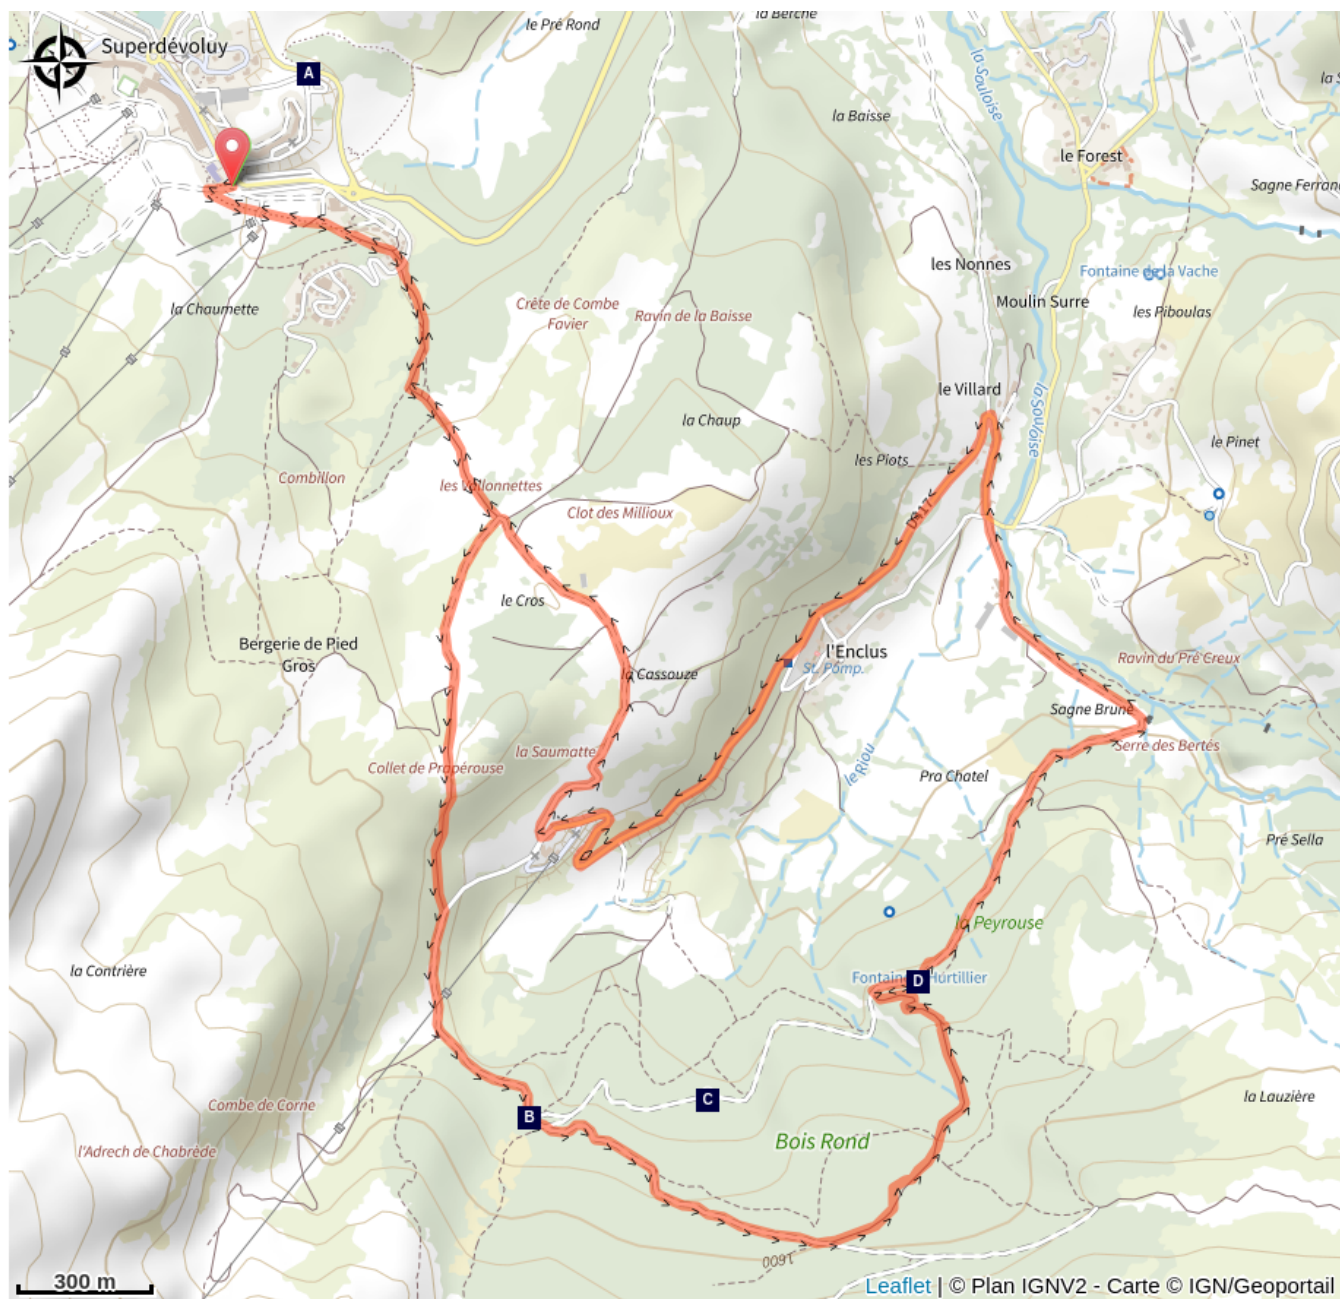 la Berche
le Pré Rond
Superdévoluy
A
la Souloise
la Baisse
le Forest
Sagne Ferran
les Nonnes
Fontaine de la Vache
Moulin Surre
les Piboulas
la Chaumette
Crête de Combe
Favier
Ravin de la Baisse
le Villard
la Souloise
la Chaup
le Pinet
les Piots
Combillon
les Vallonnettes
Clot des Millioux
D117
le Cros
Bergerie de Pied
Gros
l'Enclus
St. Pomp.
la Cassouze
Ravin du Pré Creux
Sagne Brune
Serre des Bertés
la Saumatte
Collet de Prapérouse
le Riou
Pra Chatel
Pré Sella
la Peyrouse
la Contrière
Fontaine
Hurtillier
D
la Lauzière
Combe de Corne
C
B
Bois Rond
l'Adrech de Chabrède
1600
300 m
Leaflet | © Plan IGNV2 - Carte © IGN/Geoportail